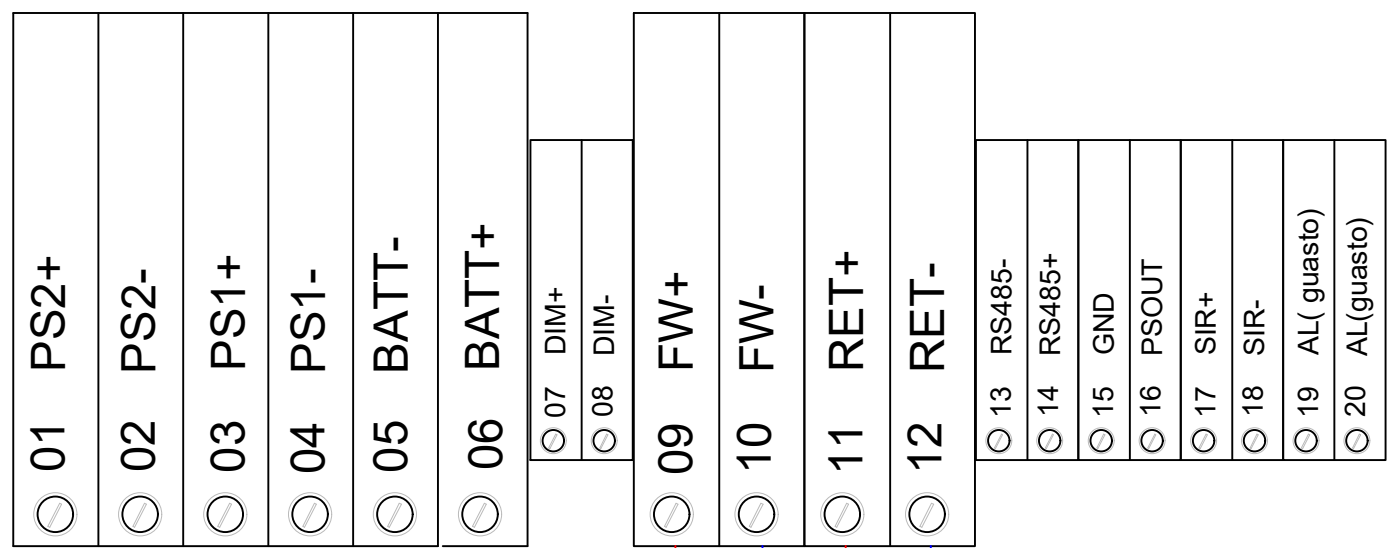 01 PS2+
02 PS2-
03 PS1+
04 PS1-
05 BATT-
06 BATT+
07 DIM+
08 DIM-
09 FW+
10 FW-
11 RET+
12 RET-
13 RS485-
14 RS485+
15 GND
16 PSOUT
17 SIR+
18 SIR-
19 AL( guasto)
20 AL(guasto)